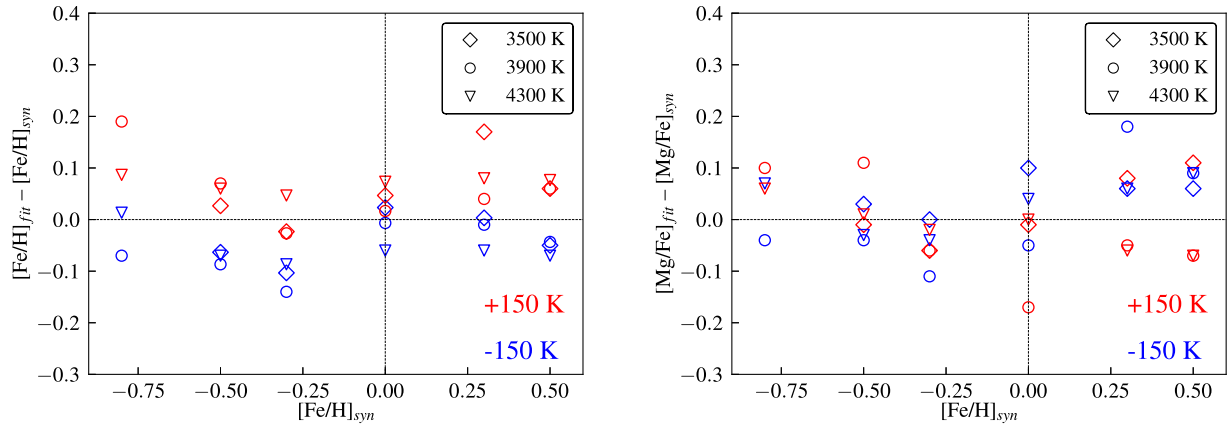 0.4
0.3
0.2
0.1
0.0
−0.1
−0.2
−0.3
[Fe/H]fit − [Fe/H]syn
3500 K
3900 K
4300 K
+150 K
-150 K
−0.75 −0.50 −0.25 0.00 0.25 0.50
[Fe/H]syn
0.4
0.3
0.2
0.1
0.0
−0.1
−0.2
−0.3
[Mg/Fe]fit − [Mg/Fe]syn
3500 K
3900 K
4300 K
+150 K
-150 K
−0.75 −0.50 −0.25 0.00 0.25 0.50
[Fe/H]syn